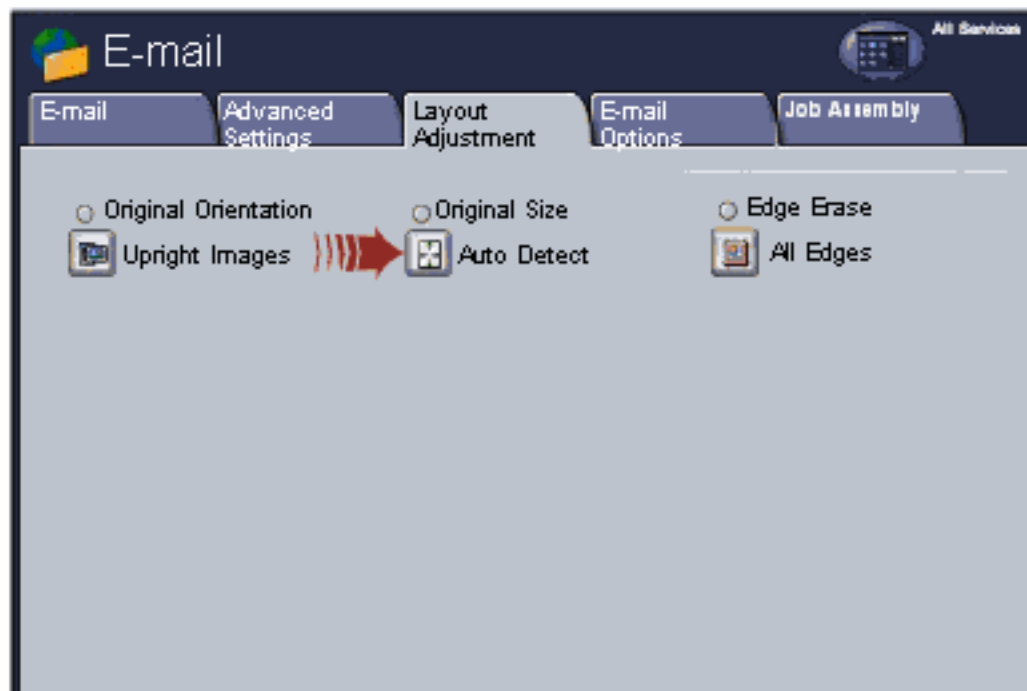 E-mail
All Services
E-mail
Advanced
Settings
Layout
Adjustment
E-mail
Options
Job Assembly
Original Orientation
Upright Images
Original Size
Auto Detect
Edge Erase
All Edges